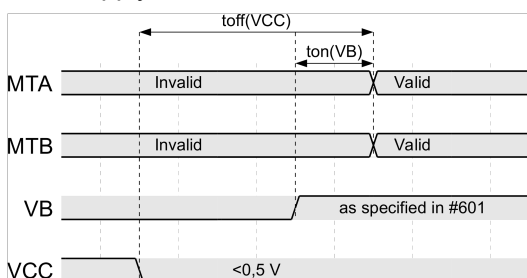 toff(VCC)
ton(VB)
MTA Invalid Valid
MTB Invalid Valid
VB as specified in #601
VCC <0,5 V